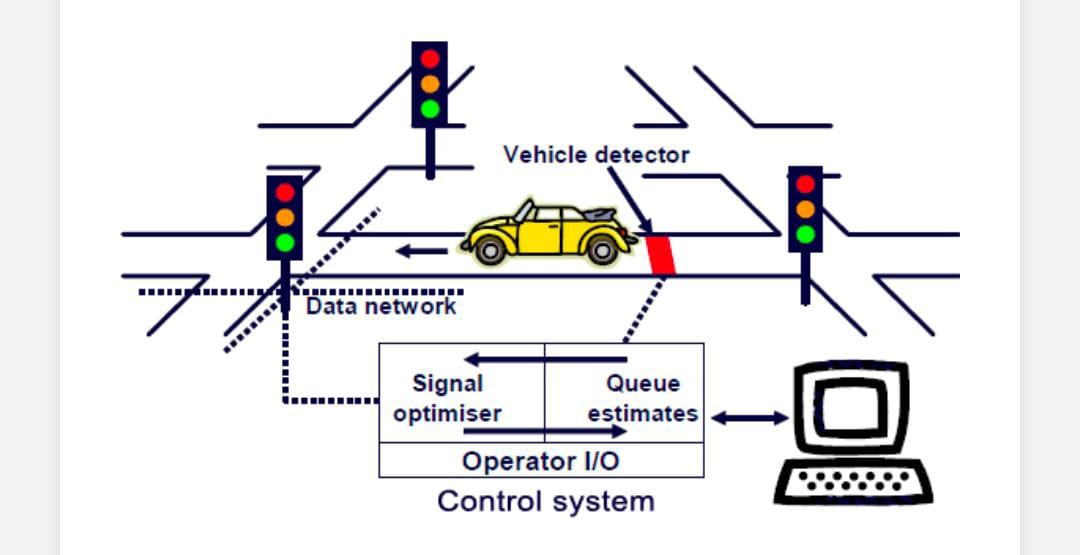 Vehicle detector
Data network
Signal
optimiser
Queue
estimates
Operator I/O
Control system